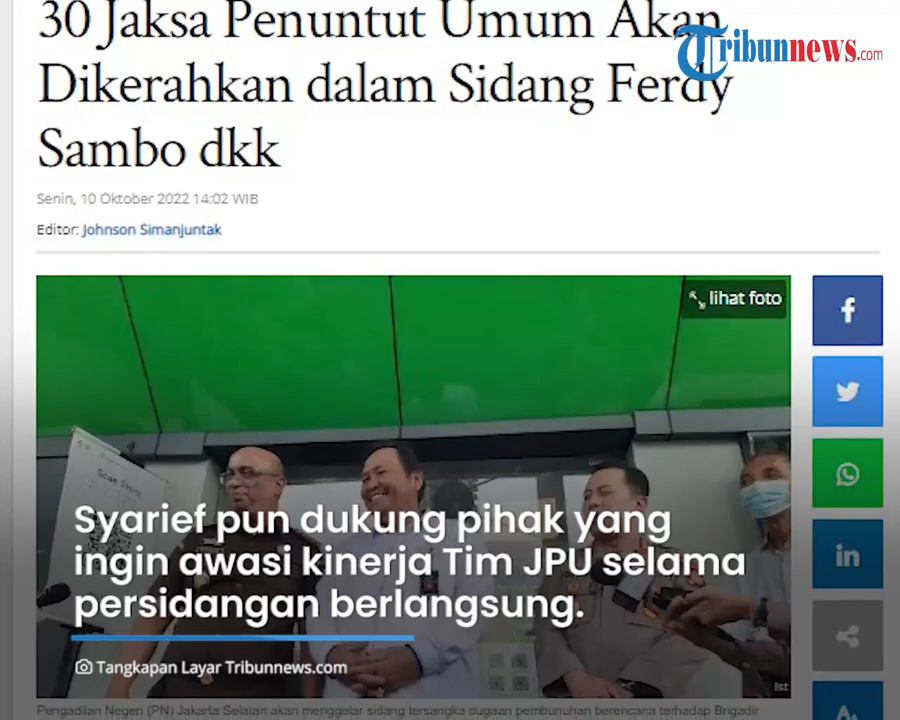 30 Jaksa Penuntut Umum Akan
Tribunnews.com
Dikerahkan dalam Sidang Ferdy
Sambo dkk
Senin, 10 Oktober 2022 14:02 WIB
Editor: Johnson Simanjuntak
lihat foto
Syarief pun dukung pihak yang
ingin awasi kinerja Tim JPU selama
persidangan berlangsung.
Tangkapan Layar Tribunnews.com
Ist
Pengadilan Negeri (PN) Jakarta Selatan akan menggelar sidang tersangka dugaan pembunuhan berencana terhadap Brigadir